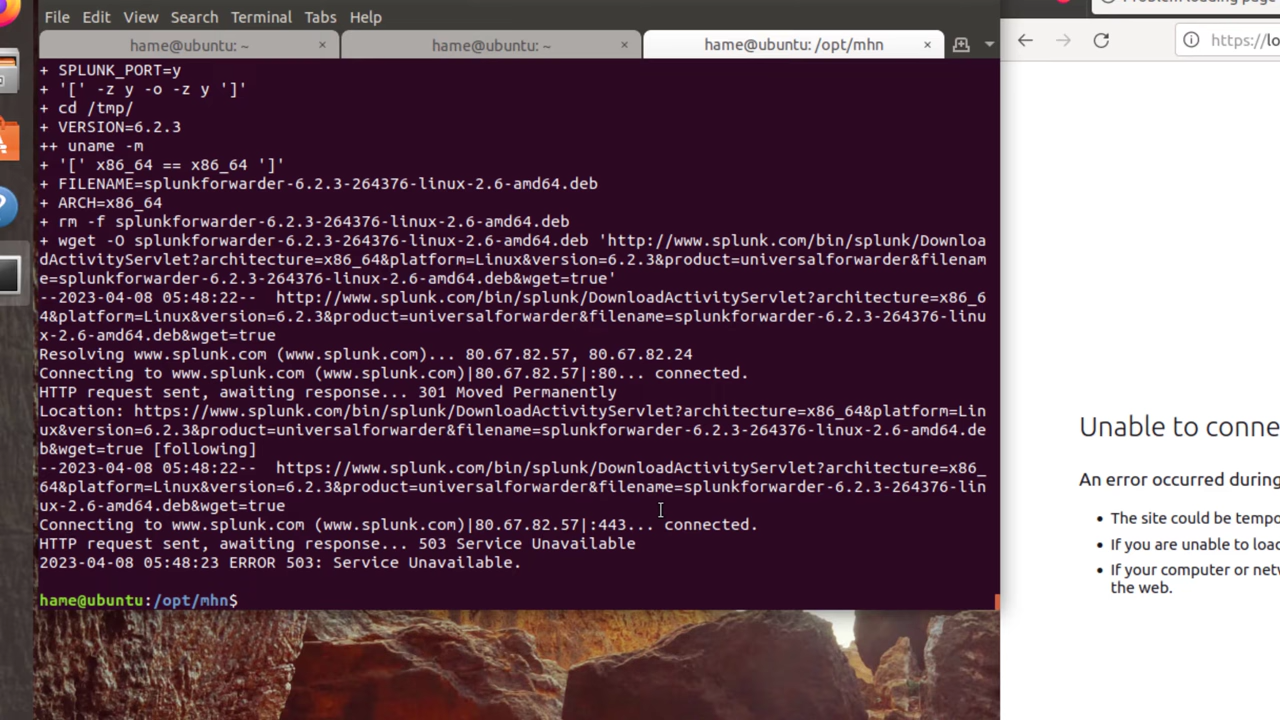 Problem loading page
File Edit View Search Terminal Tabs Help
hame@ubuntu: ~ × hame@ubuntu: ~ × hame@ubuntu: /opt/mhn ×
https://lo
+ SPLUNK_PORT=y
+ '[' -z y -o -z y ']'
+ cd /tmp/
+ VERSION=6.2.3
++ uname -m
+ '[' x86_64 == x86_64 ']'
+ FILENAME=splunkforwarder-6.2.3-264376-linux-2.6-amd64.deb
+ ARCH=x86_64
+ rm -f splunkforwarder-6.2.3-264376-linux-2.6-amd64.deb
+ wget -O splunkforwarder-6.2.3-264376-linux-2.6-amd64.deb 'http://www.splunk.com/bin/splunk/Downloa
dActivityServlet?architecture=x86_64&platform=Linux&version=6.2.3&product=universalforwarder&filenam
e=splunkforwarder-6.2.3-264376-linux-2.6-amd64.deb&wget=true'
--2023-04-08 05:48:22-- http://www.splunk.com/bin/splunk/DownloadActivityServlet?architecture=x86_6
4&platform=Linux&version=6.2.3&product=universalforwarder&filename=splunkforwarder-6.2.3-264376-linu
x-2.6-amd64.deb&wget=true
Resolving www.splunk.com (www.splunk.com)... 80.67.82.57, 80.67.82.24
Connecting to www.splunk.com (www.splunk.com)|80.67.82.57|:80... connected.
HTTP request sent, awaiting response... 301 Moved Permanently
Location: https://www.splunk.com/bin/splunk/DownloadActivityServlet?architecture=x86_64&platform=Lin
ux&version=6.2.3&product=universalforwarder&filename=splunkforwarder-6.2.3-264376-linux-2.6-amd64.de
b&wget=true [following]
--2023-04-08 05:48:22-- https://www.splunk.com/bin/splunk/DownloadActivityServlet?architecture=x86_
64&platform=Linux&version=6.2.3&product=universalforwarder&filename=splunkforwarder-6.2.3-264376-lin
ux-2.6-amd64.deb&wget=true
Connecting to www.splunk.com (www.splunk.com)|80.67.82.57|:443... connected.
HTTP request sent, awaiting response... 503 Service Unavailable
2023-04-08 05:48:23 ERROR 503: Service Unavailable.
hame@ubuntu:/opt/mhn$
Unable to conne
An error occurred during
The site could be tempo
If you are unable to load
If your computer or netw
the web.